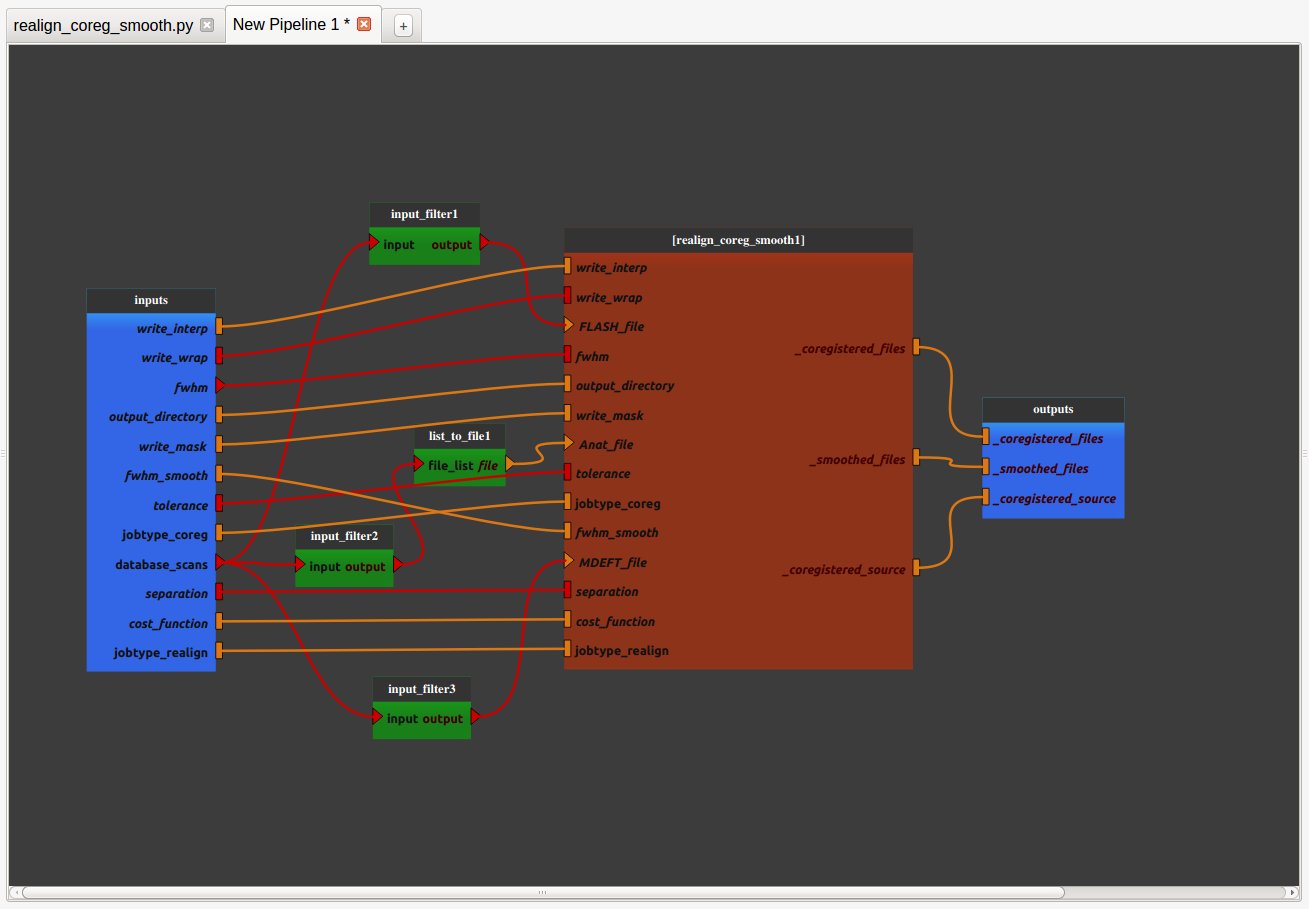 realign_coreg_smooth.py
New Pipeline 1 *
+
input_filter1
input output
[realign_coreg_smooth1]
write_interp
write_wrap
FLASH_file
fwhm
output_directory
write_mask
Anat_file
tolerance
jobtype_coreg
fwhm_smooth
MDEFT_file
separation
cost_function
jobtype_realign
_coregistered_files
_smoothed_files
_coregistered_source
inputs
write_interp
write_wrap
fwhm
output_directory
write_mask
fwhm_smooth
tolerance
jobtype_coreg
database_scans
separation
cost_function
jobtype_realign
list_to_file1
file_list file
input_filter2
input output
input_filter3
input output
outputs
_coregistered_files
_smoothed_files
_coregistered_source